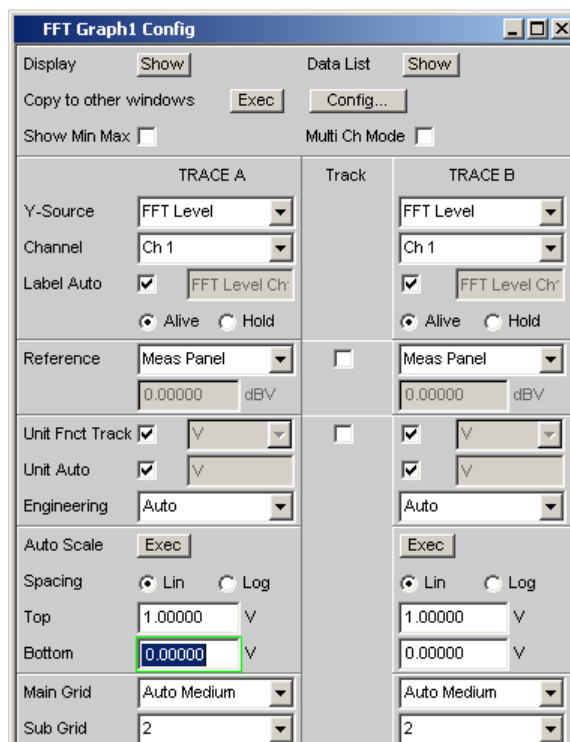 FFT Graph1 Config
Display Show Data List Show
Copy to other windows Exec Config...
Show Min Max Multi Ch Mode
TRACE A Track TRACE B
Y-Source FFT Level FFT Level
Channel Ch 1 Ch 1
Label Auto FFT Level Ch FFT Level Ch
Alive Hold Alive Hold
Reference Meas Panel Meas Panel
0.00000 dBV 0.00000 dBV
Unit Fnct Track V V
Unit Auto V V
Engineering Auto Auto
Auto Scale Exec Exec
Spacing Lin Log Lin Log
Top 1.00000 V 1.00000 V
Bottom 0.00000 V 0.00000 V
Main Grid Auto Medium Auto Medium
Sub Grid 2 2